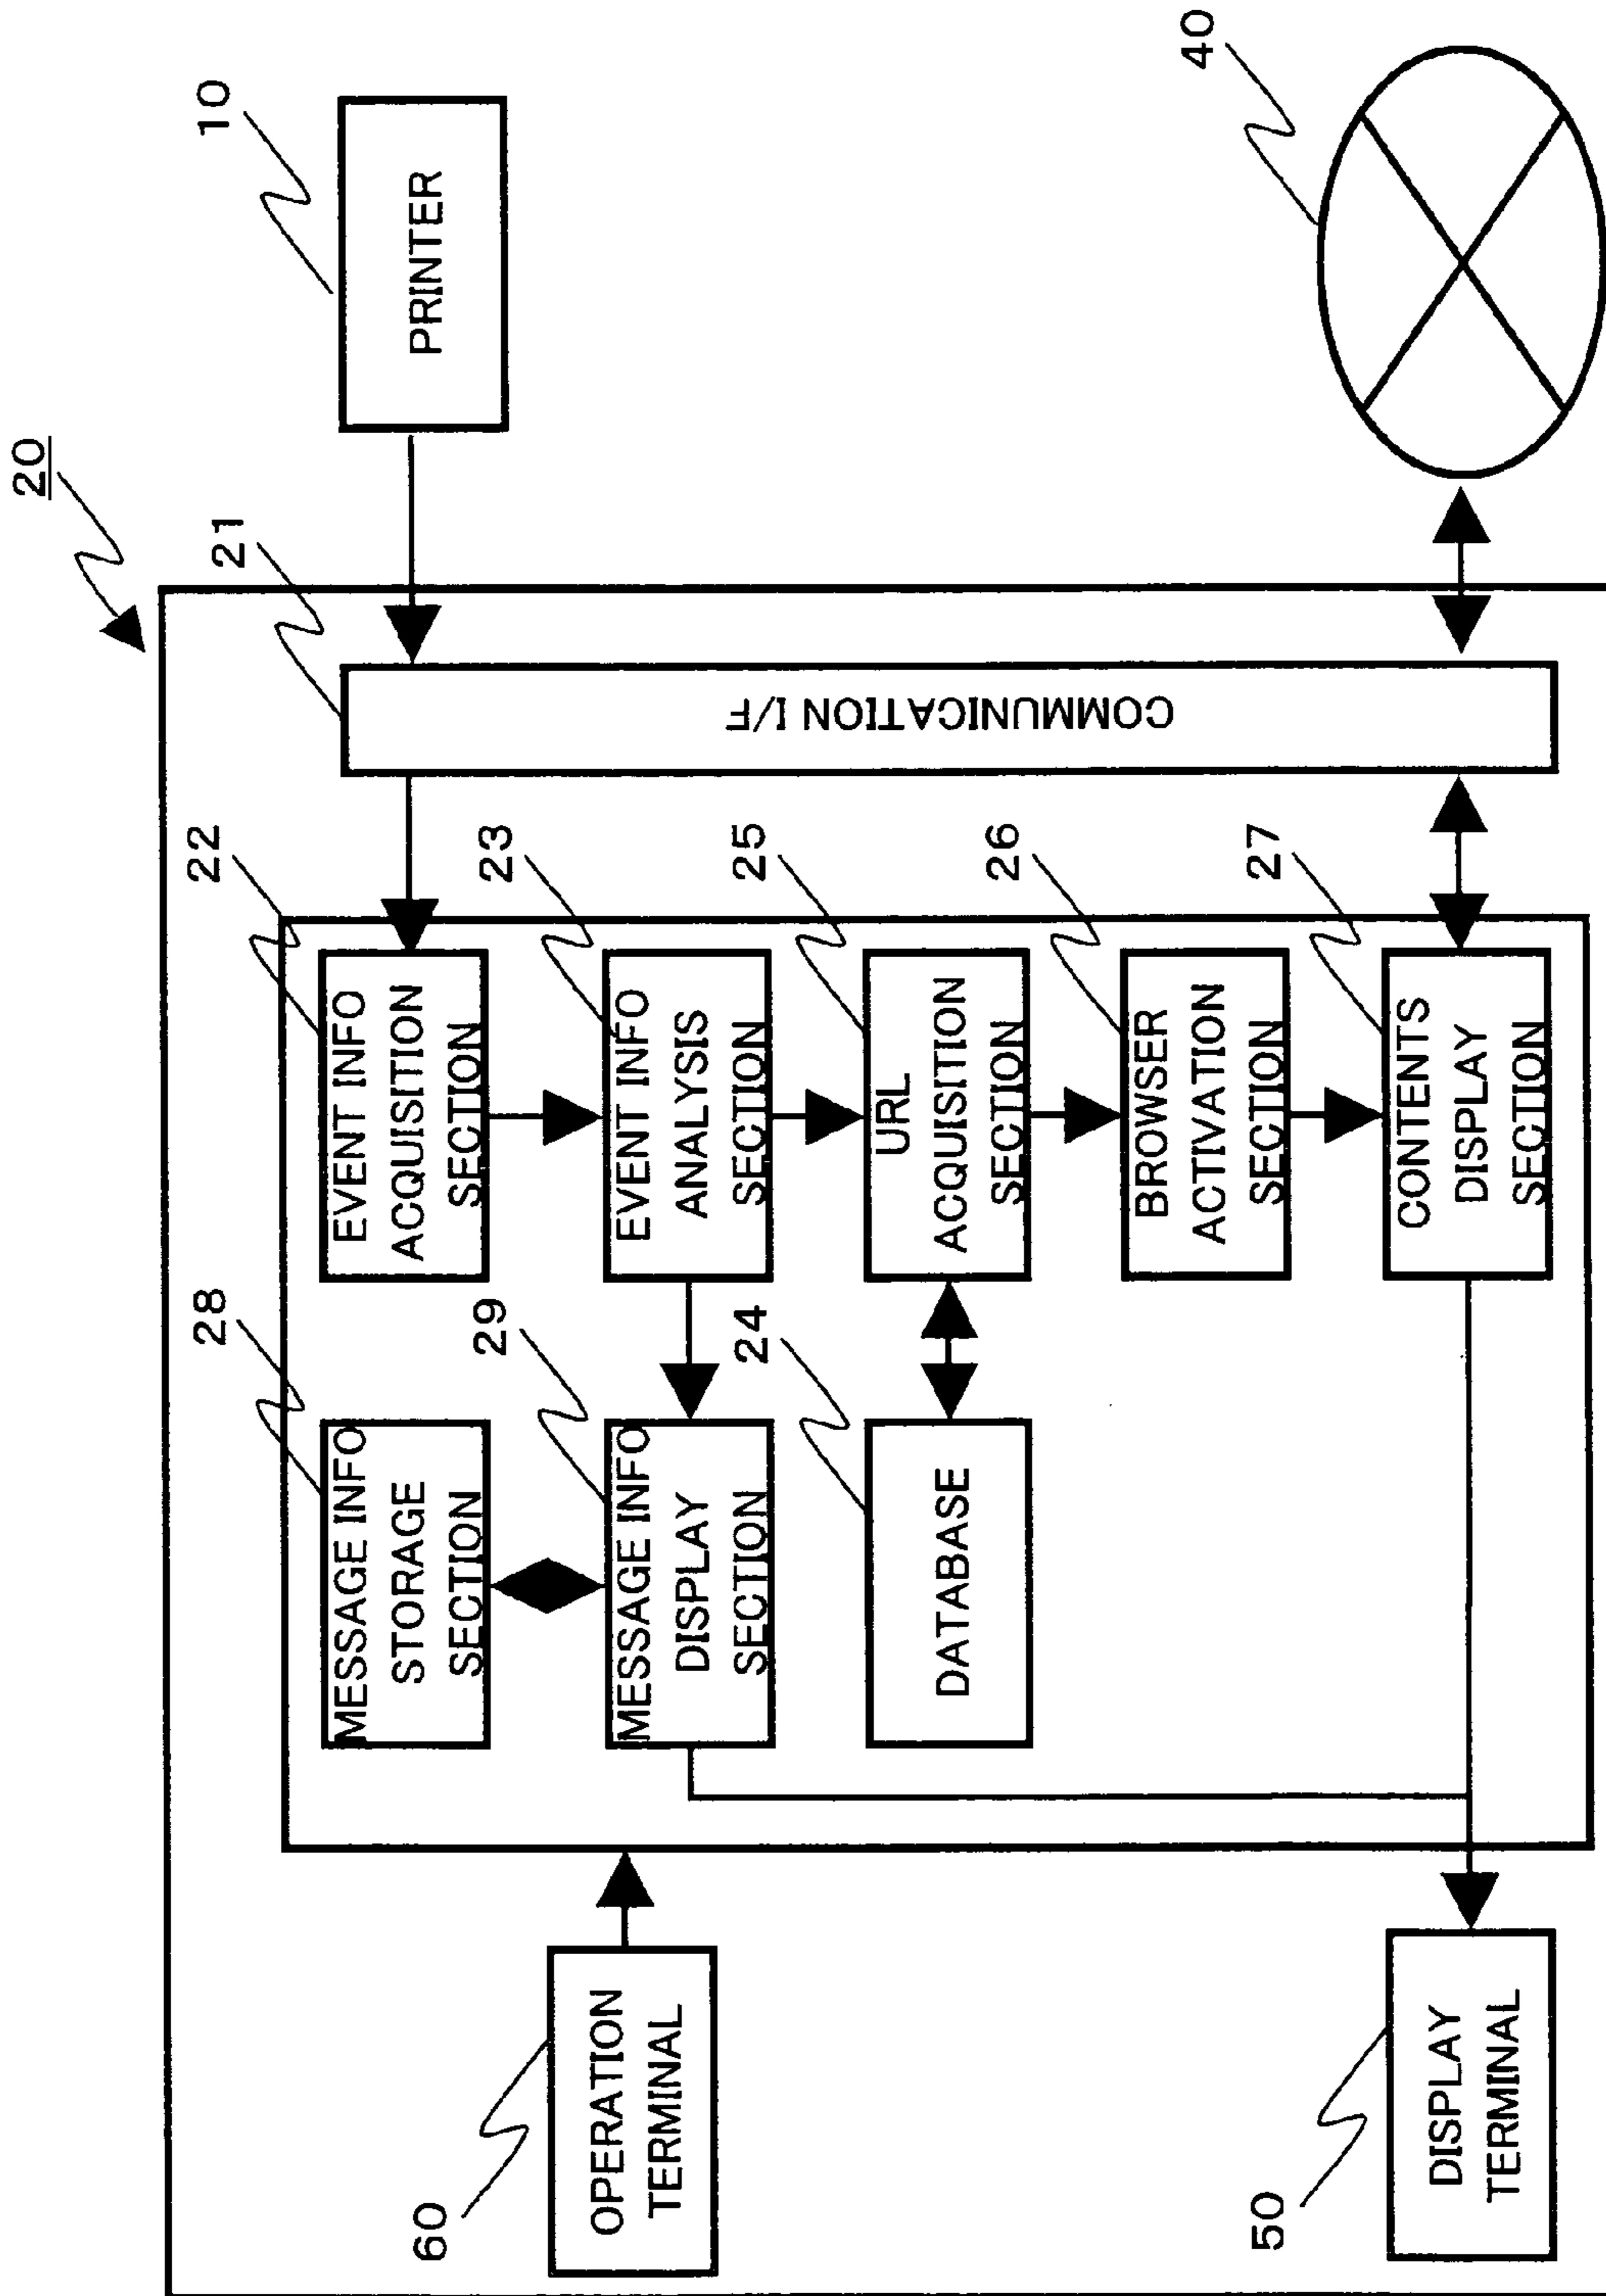 20
10
PRINTER
21
COMMUNICATION I/F
40
22
EVENT INFO
ACQUISITION
SECTION
23
EVENT INFO
ANALYSIS
SECTION
25
URL
ACQUISITION
SECTION
26
BROWSER
ACTIVATION
SECTION
27
CONTENTS
DISPLAY
SECTION
28
MESSAGE INFO
STORAGE
SECTION
29
MESSAGE INFO
DISPLAY
SECTION
24
DATABASE
60
OPERATION
TERMINAL
50
DISPLAY
TERMINAL